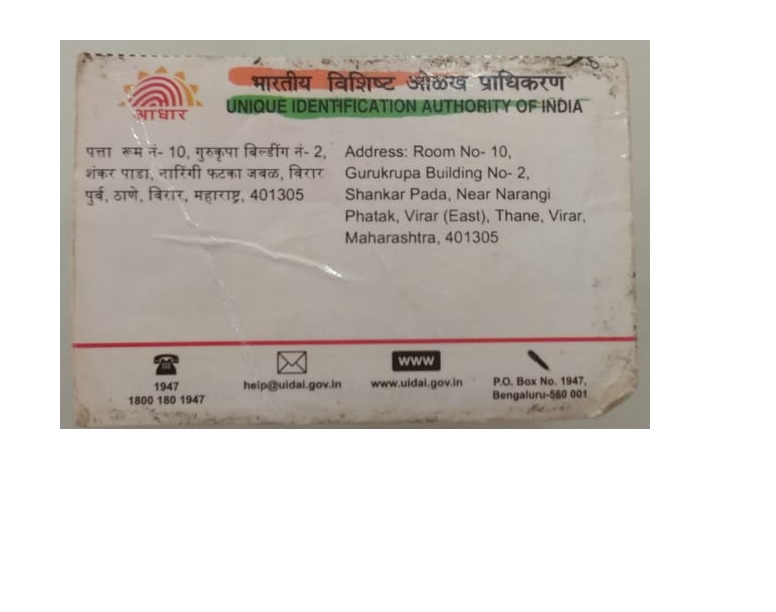 भारतीय विशिष्ट ओळख प्राधिकरण
आधार
UNIQUE IDENTIFICATION AUTHORITY OF INDIA
पत्ता रूम नं- 10, गुरुकृपा बिल्डींग नं- 2,
शंकर पाडा, नारिंगी फटका जवळ, विरार
पुर्व, ठाणे, विरार, महाराष्ट्र, 401305
Address: Room No- 10,
Gurukrupa Building No- 2,
Shankar Pada, Near Narangi
Phatak, Virar (East), Thane, Virar,
Maharashtra, 401305
1947
1800 180 1947
help@uidai.gov.in
www
www.uidai.gov.in
P.O. Box No. 1947,
Bengaluru-560 001